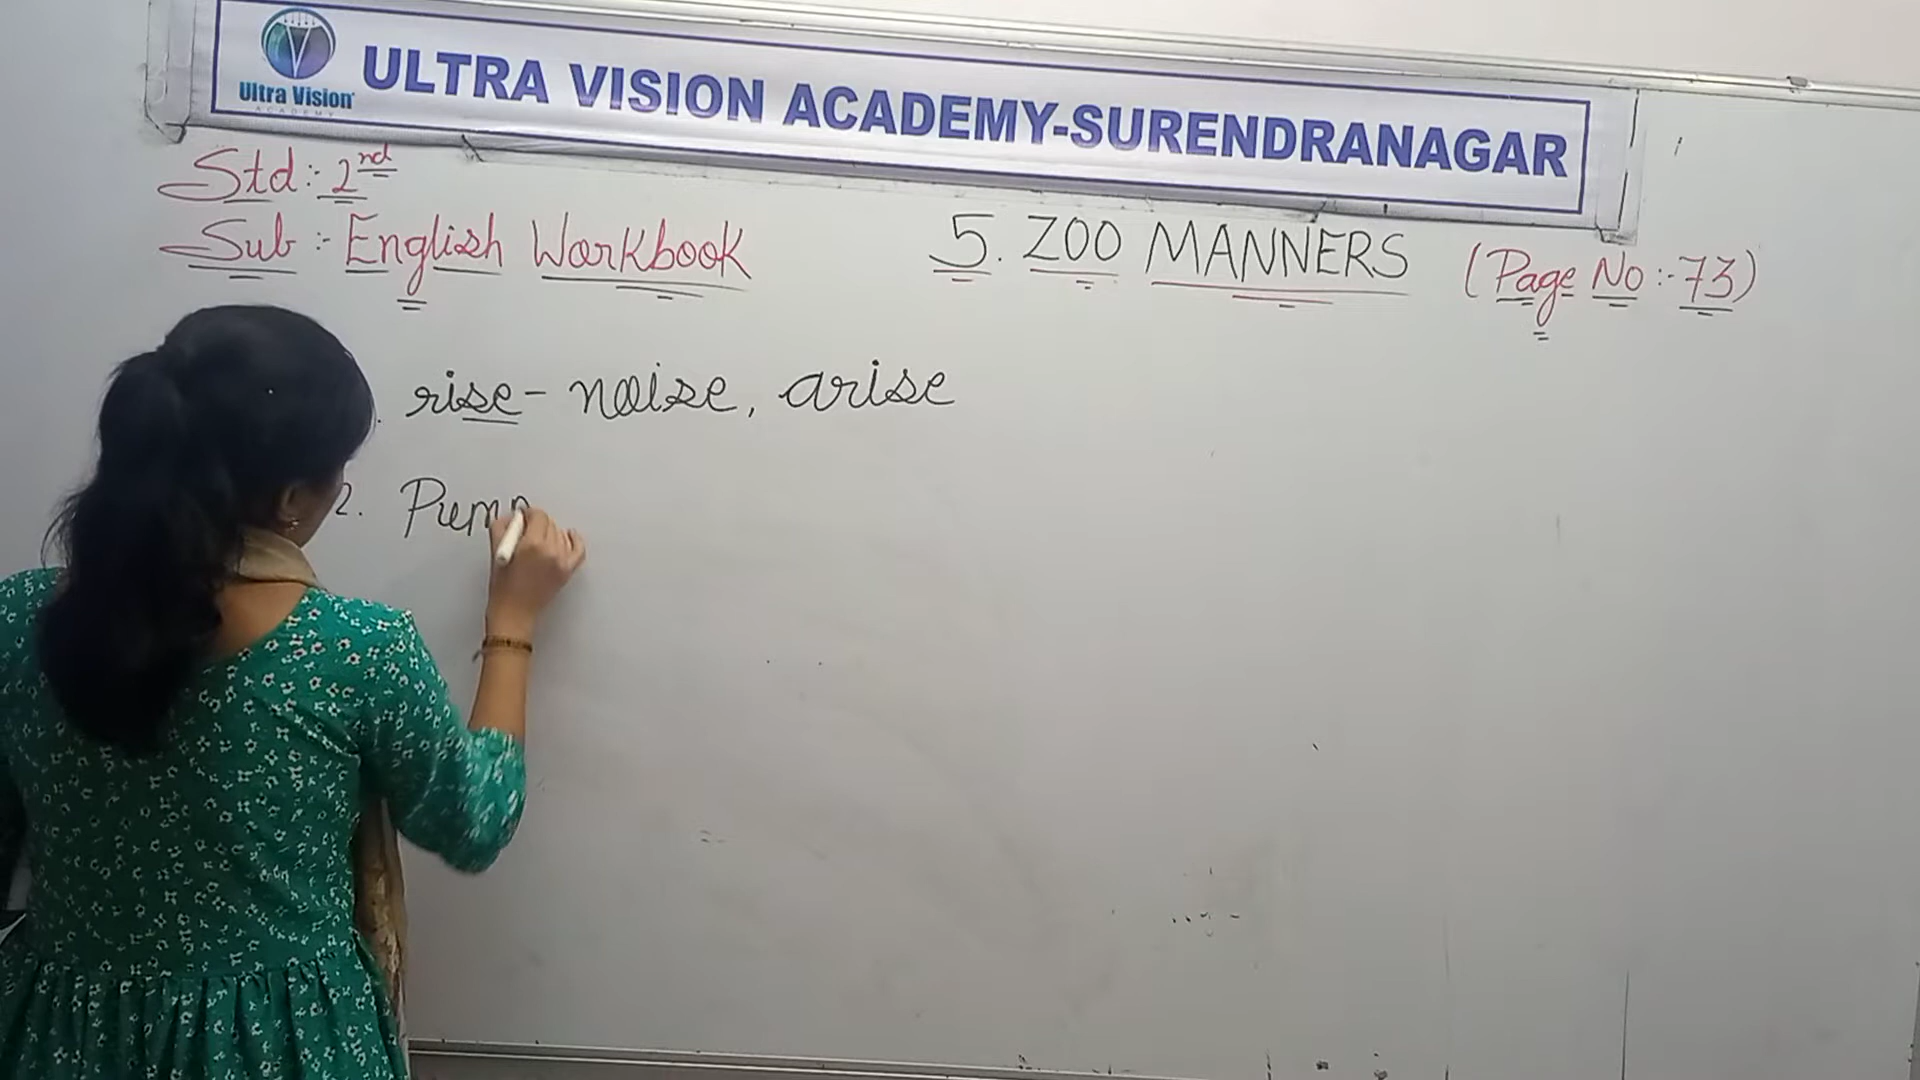 Ultra Vision
ACADEMY
ULTRA VISION ACADEMY-SURENDRANAGAR
Std:- 2nd
Sub:- English Workbook
5. ZOO MANNERS (Page No:-73)
. rise- noise, arise
2. Pump